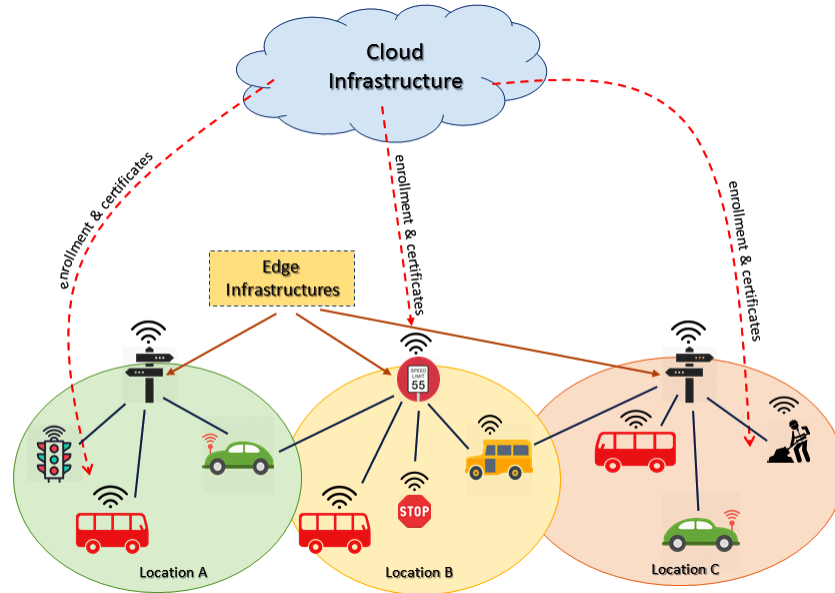 Cloud
Infrastructure
enrollment & certificates
enrollment & certificates
enrollment & certificates
Edge
Infrastructures
SPEED
LIMIT
55
STOP
Location A
Location B
Location C